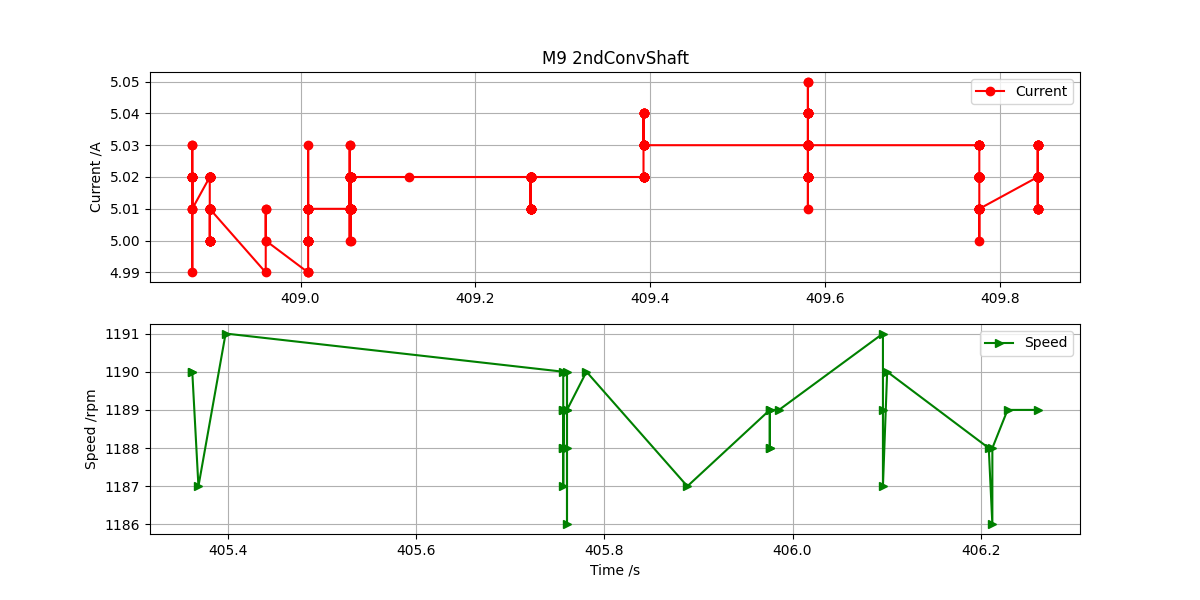 M9 2ndConvShaft
Current /A
5.05
5.04
5.03
5.02
5.01
5.00
4.99
Current
409.0 409.2 409.4 409.6 409.8
Speed /rpm
1191
1190
1189
1188
1187
1186
Speed
405.4 405.6 405.8 406.0 406.2
Time /s